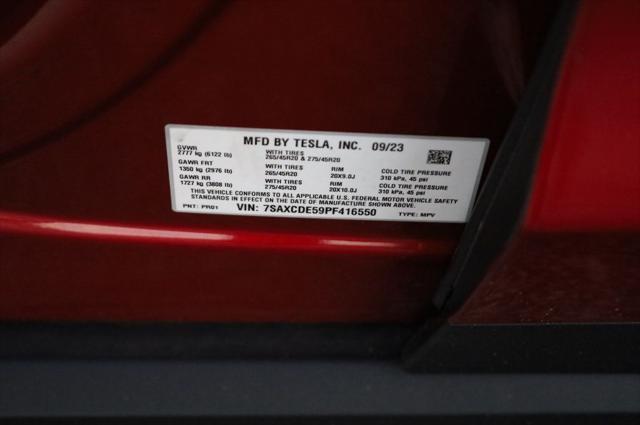 MFD BY TESLA, INC. 09/23
GVWR
2777 kg (6122 lb)
WITH TIRES
265/45R20 & 275/45R20
GAWR FRT
1350 kg (2976 lb)
WITH TIRES
265/45R20
RIM
20X9.0J
COLD TIRE PRESSURE
310 kPa, 45 psi
GAWR RR
1727 kg (3808 lb)
WITH TIRES
275/45R20
RIM
20X10.0J
COLD TIRE PRESSURE
310 kPa, 45 psi
THIS VEHICLE CONFORMS TO ALL APPLICABLE U.S. FEDERAL MOTOR VEHICLE SAFETY
STANDARDS IN EFFECT ON THE DATE OF MANUFACTURE SHOWN ABOVE.
PNT: PR01 VIN: 7SAXCDE59PF416550 TYPE: MPV